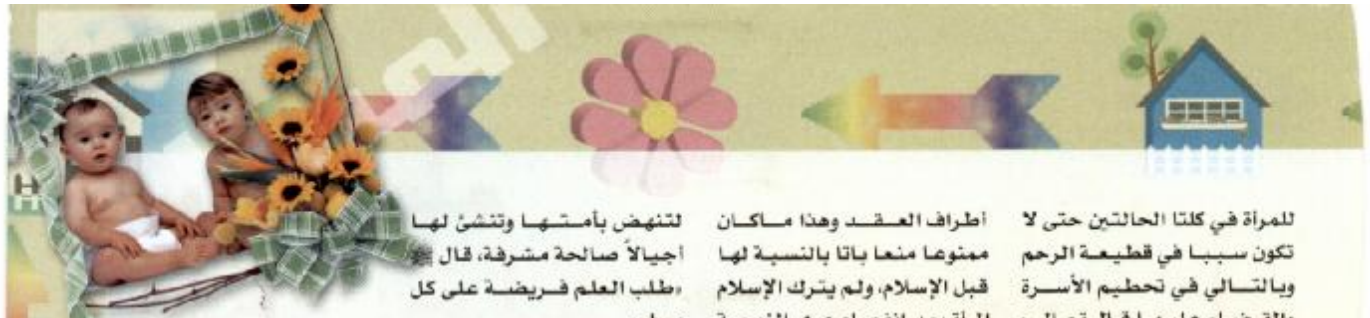 للمرأة في كلتا الحالتين حتى لا
تكون سببا في قطيعة الرحم
وبالتالي في تحطيم الأسرة
أطراف العقد وهذا ماكان
ممنوعا منعا باتا بالنسبة لها
قبل الإسلام، ولم يترك الإسلام
لتنهض بأمتها وتنشئ لها
أجيالاً صالحة مشرفة، قال ﷺ
«طلب العلم فريضة على كل